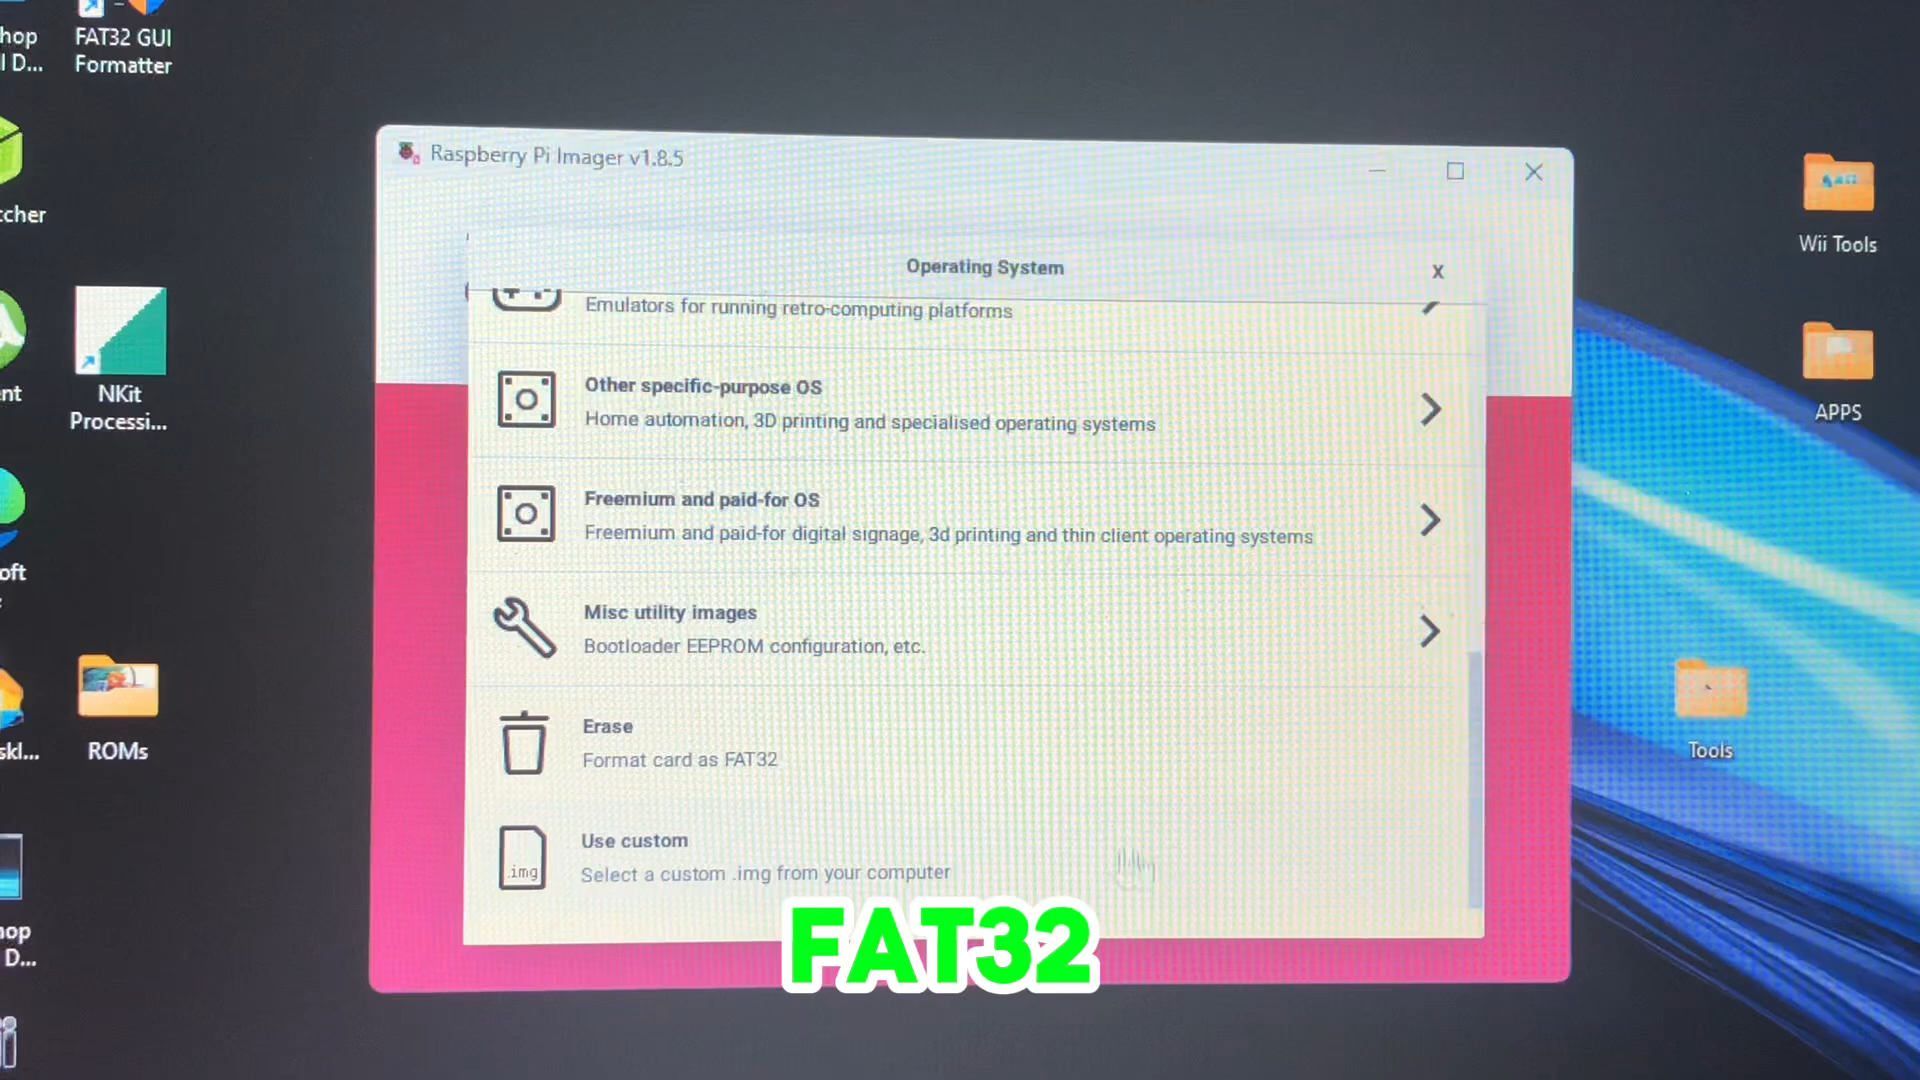 hop
l D...
FAT32 GUI
Formatter
Raspberry Pi Imager v1.8.5
Operating System
x
Emulators for running retro-computing platforms
Other specific-purpose OS
Home automation, 3D printing and specialised operating systems
Freemium and paid-for OS
Freemium and paid-for digital signage, 3d printing and thin client operating systems
Misc utility images
Bootloader EEPROM configuration, etc.
Erase
Format card as FAT32
Use custom
.img
Select a custom .img from your computer
FAT32
cher
NKit
Processi...
nt
oft
ROMs
skl...
op
D...
Wii Tools
APPS
Tools